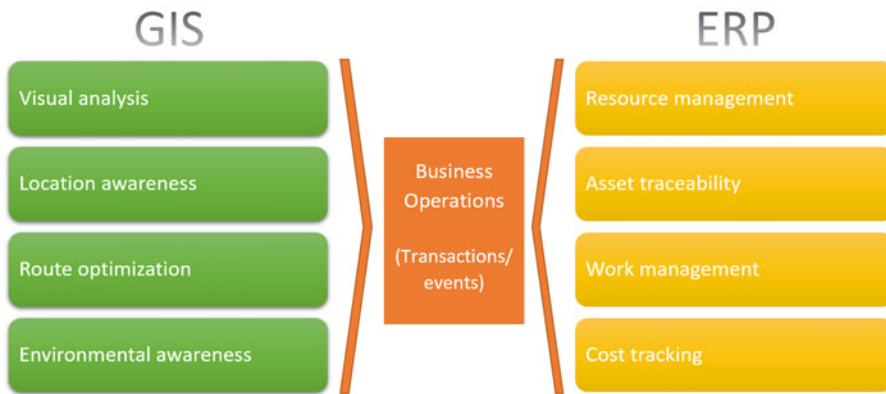 GIS
Visual analysis
Location awareness
Route optimization
Environmental awareness
Business
Operations
(Transactions/
events)
ERP
Resource management
Asset traceability
Work management
Cost tracking